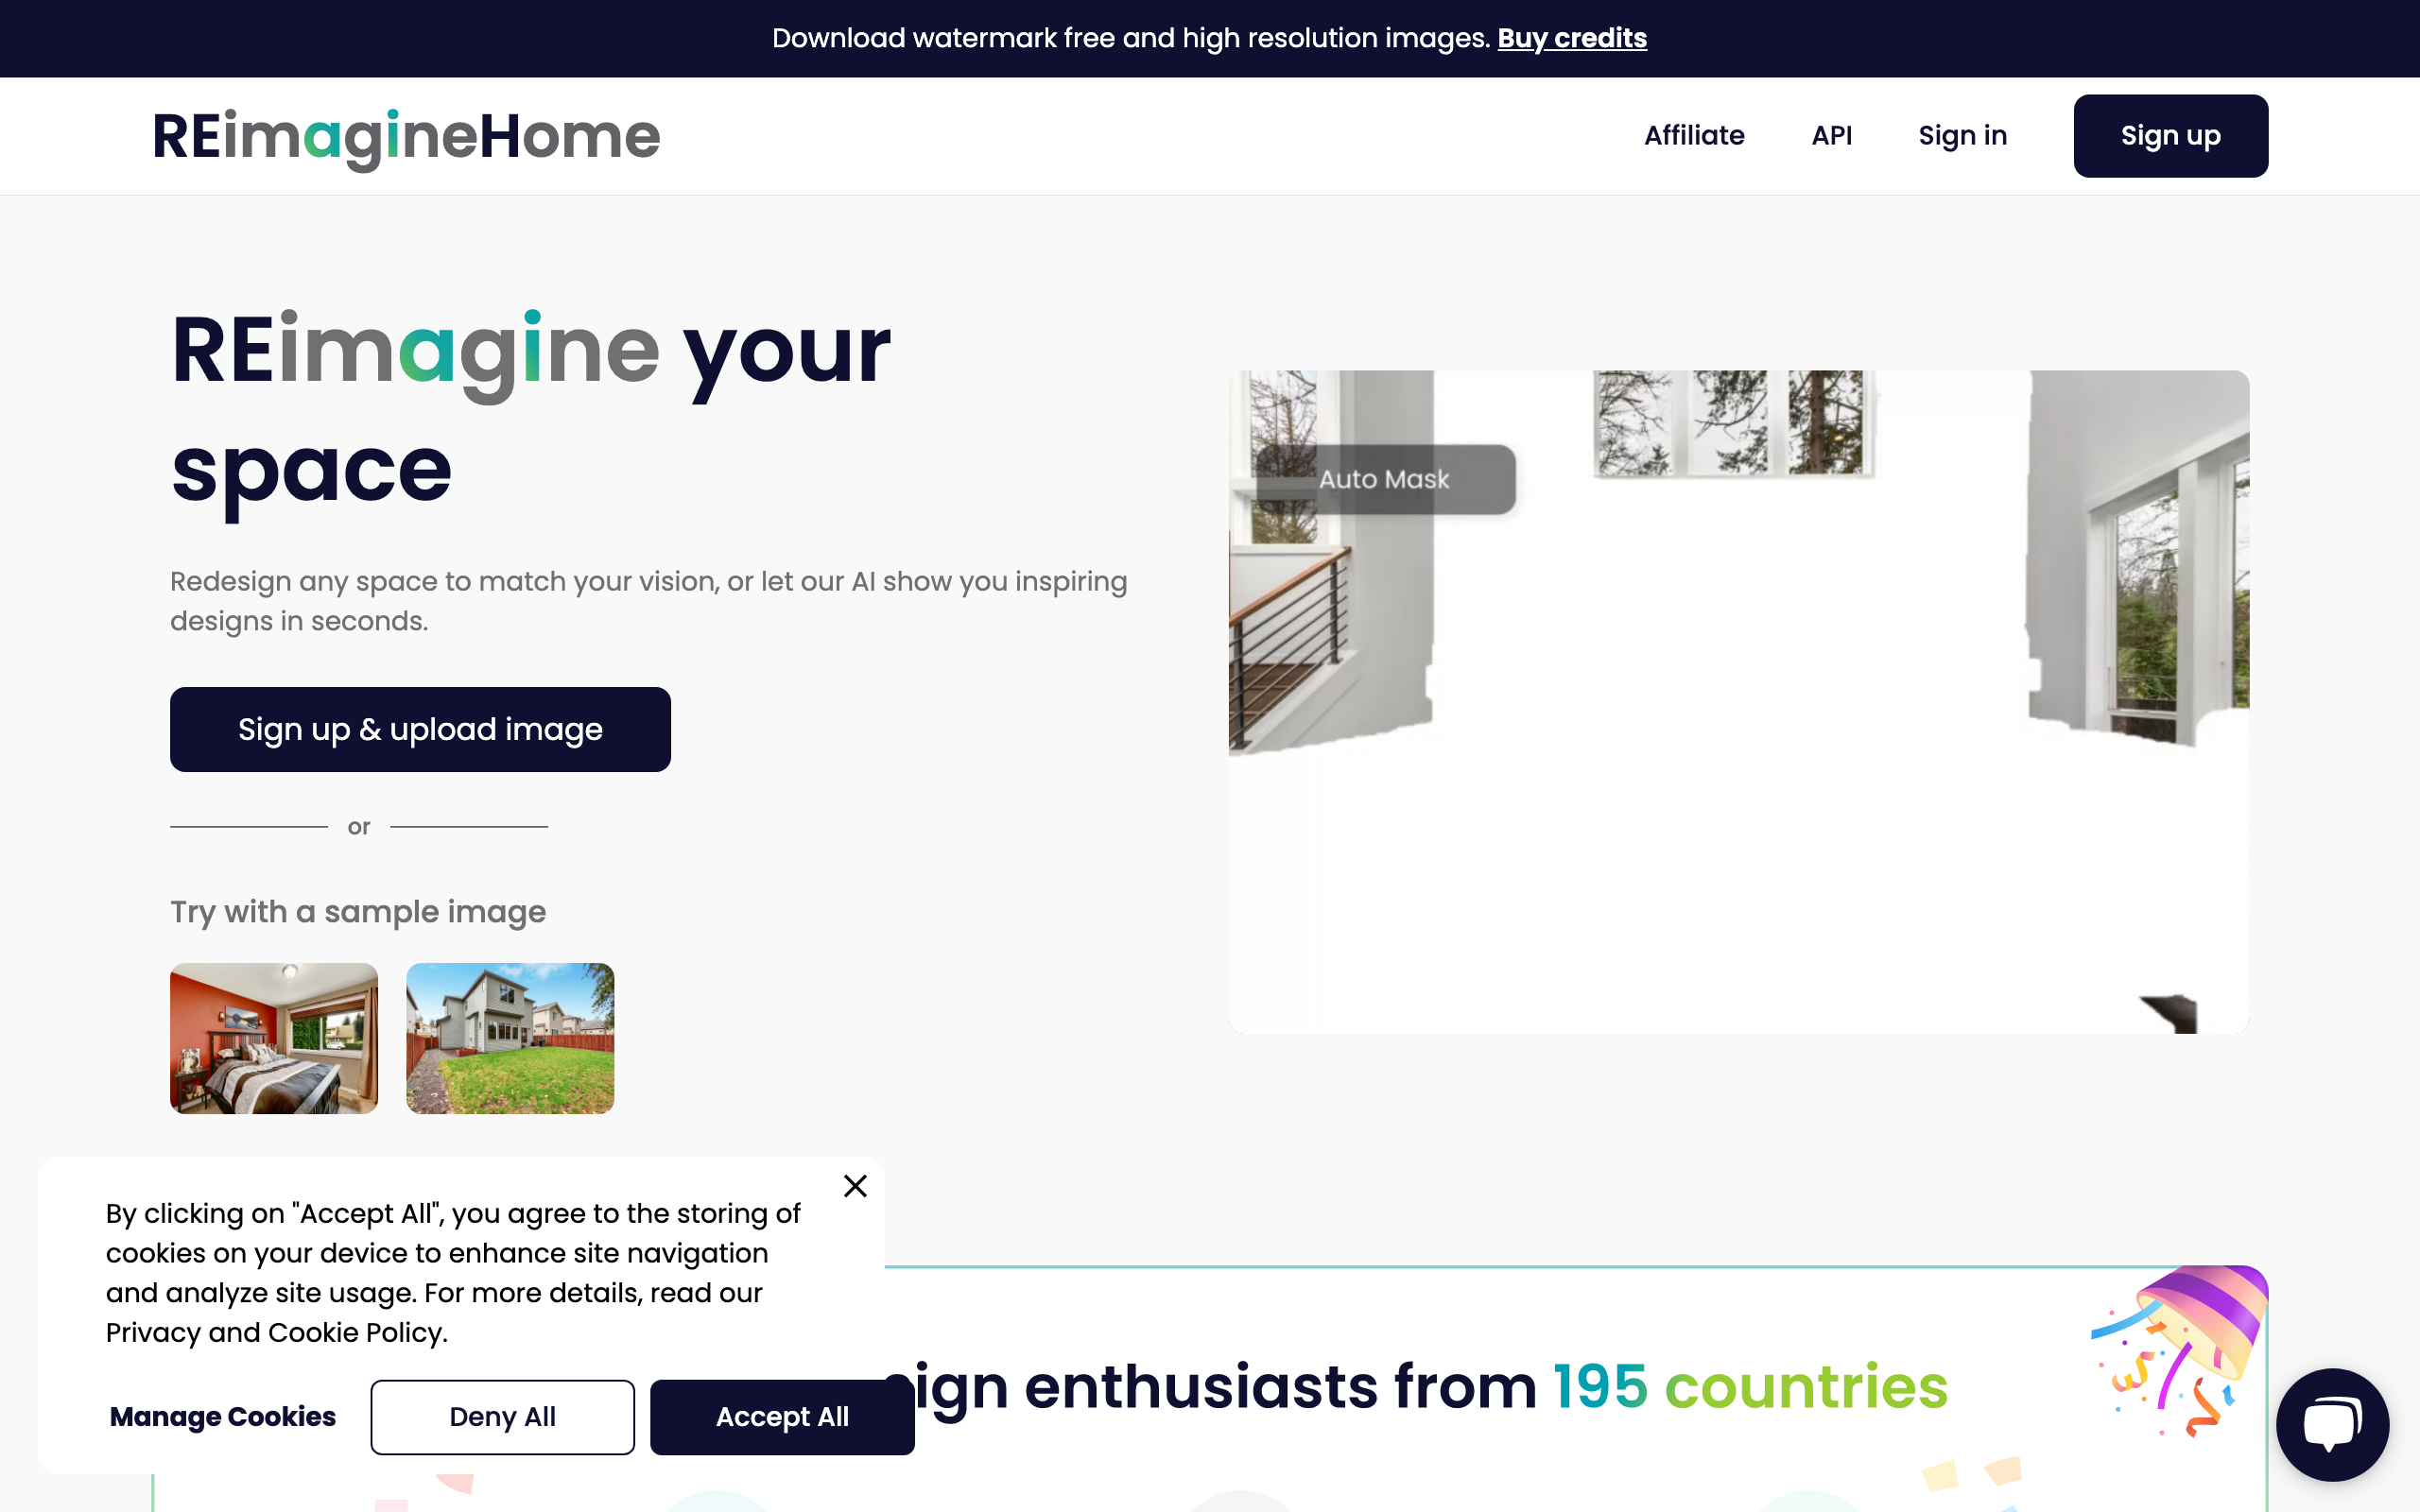 Download watermark free and high resolution images. Buy credits
REimagineHome
Affiliate
API
Sign in
Sign up
REimagine your
space
Redesign any space to match your vision, or let our AI show you inspiring
designs in seconds.
Sign up & upload image
or
Try with a sample image
Auto Mask
By clicking on "Accept All", you agree to the storing of
cookies on your device to enhance site navigation
and analyze site usage. For more details, read our
Privacy and Cookie Policy.
Manage Cookies
Deny All
Accept All
enthusiasts from 195 countries